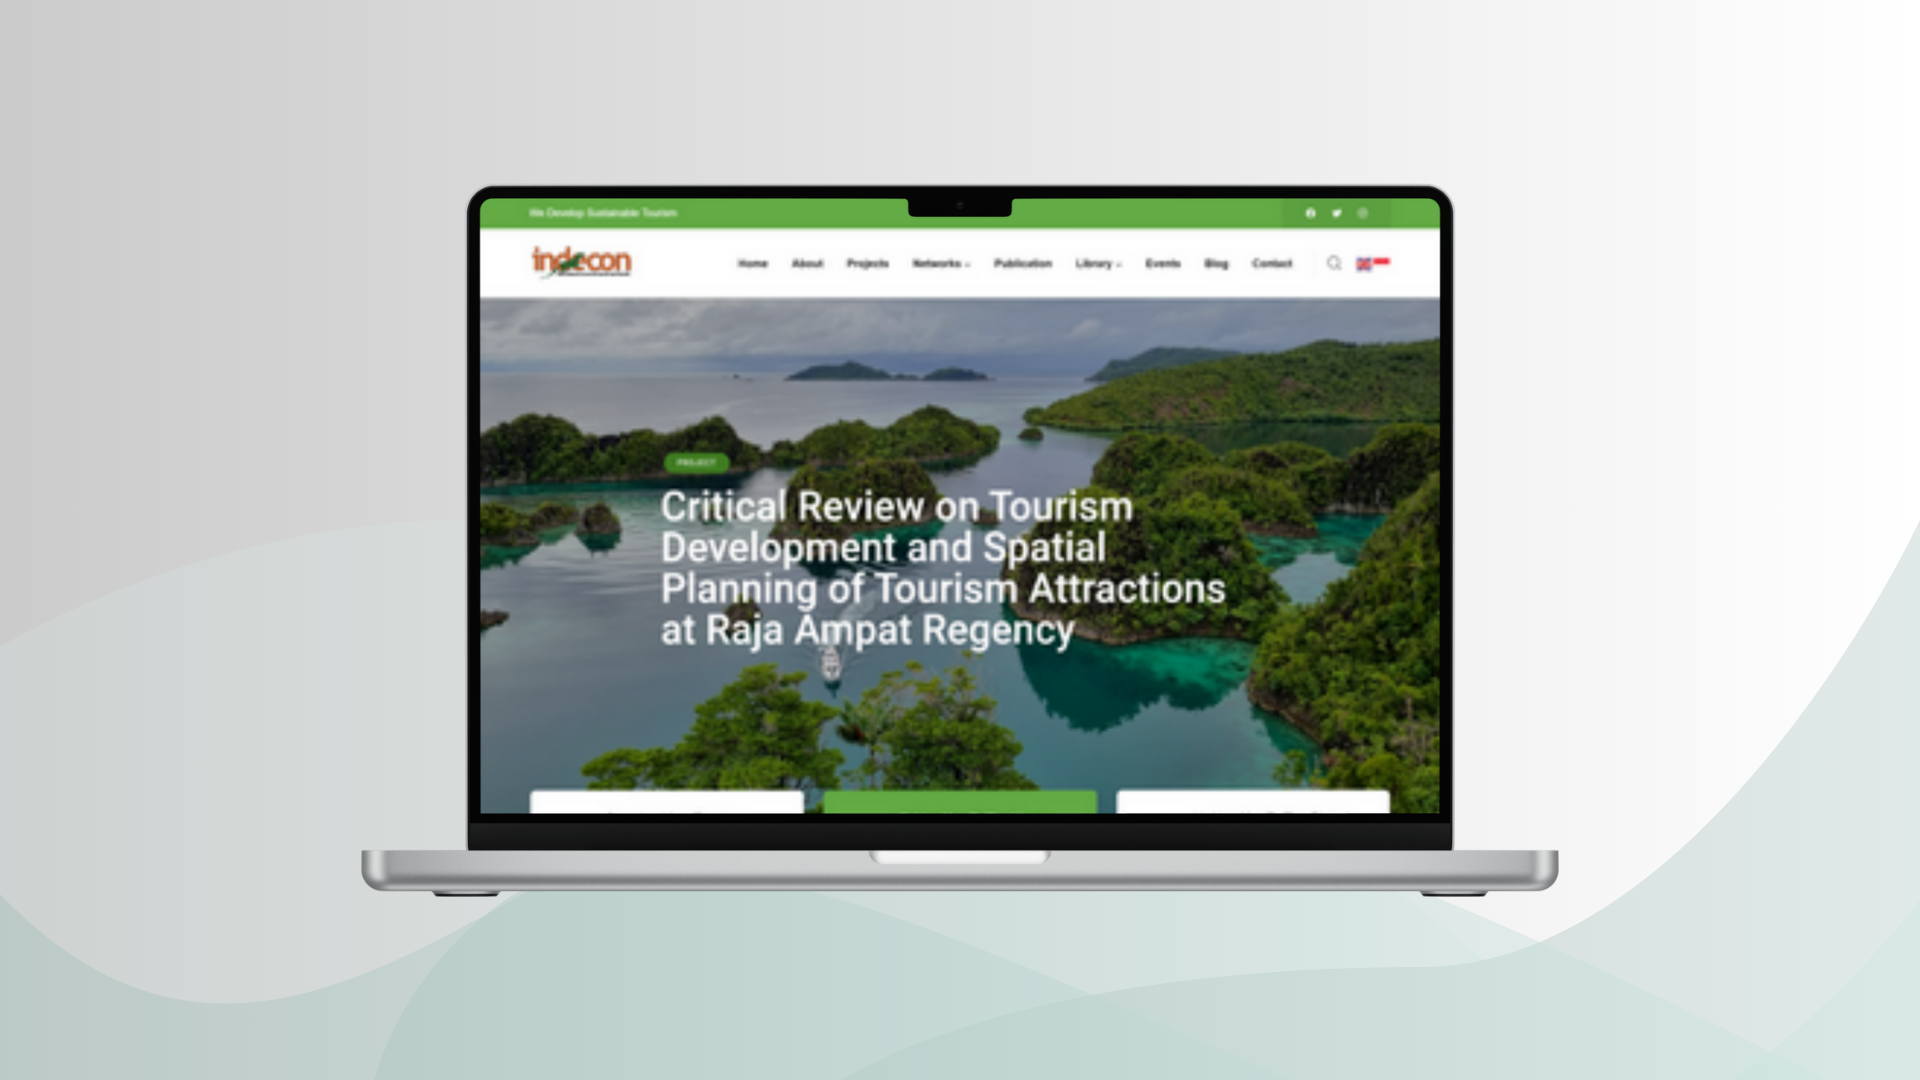 We Develop Sustainable Tourism
indecon
Home About Projects Networks Publication Library Events Blog Contact
PROJECT
Critical Review on Tourism
Development and Spatial
Planning of Tourism Attractions
at Raja Ampat Regency